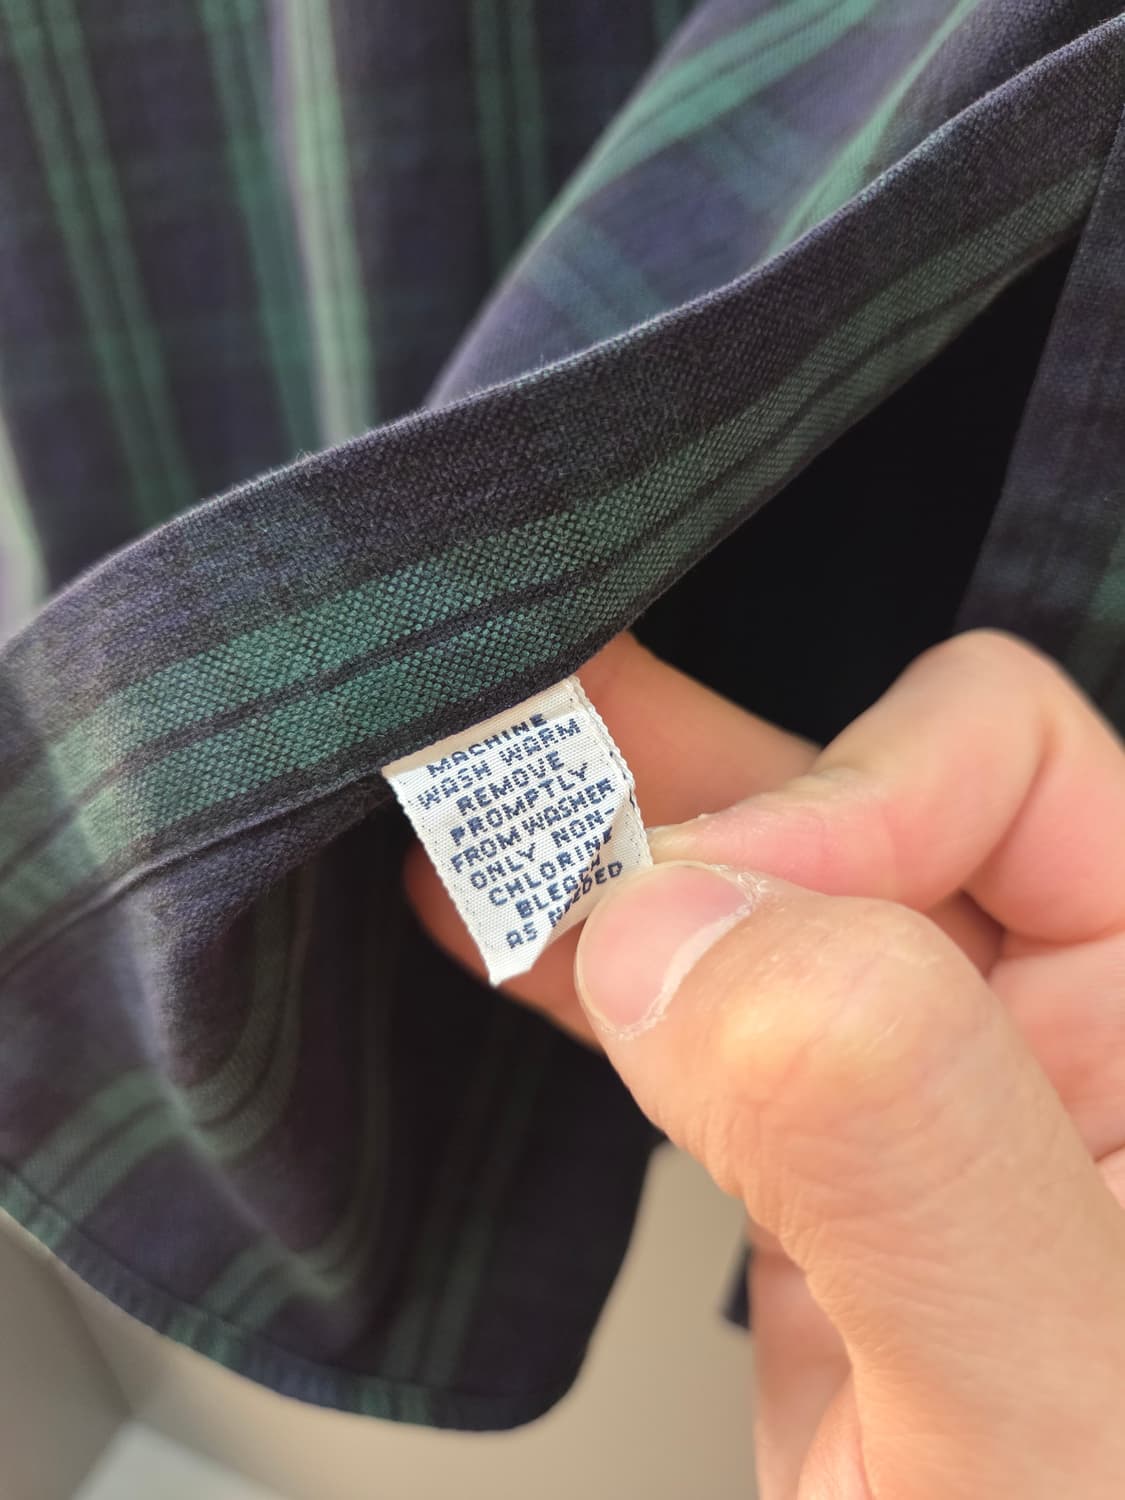 MACHINE
WASH WARM
REMOVE
PROMPTLY
FROM WASHER
ONLY NON-
CHLORINE
BLEACH
AS NEEDED